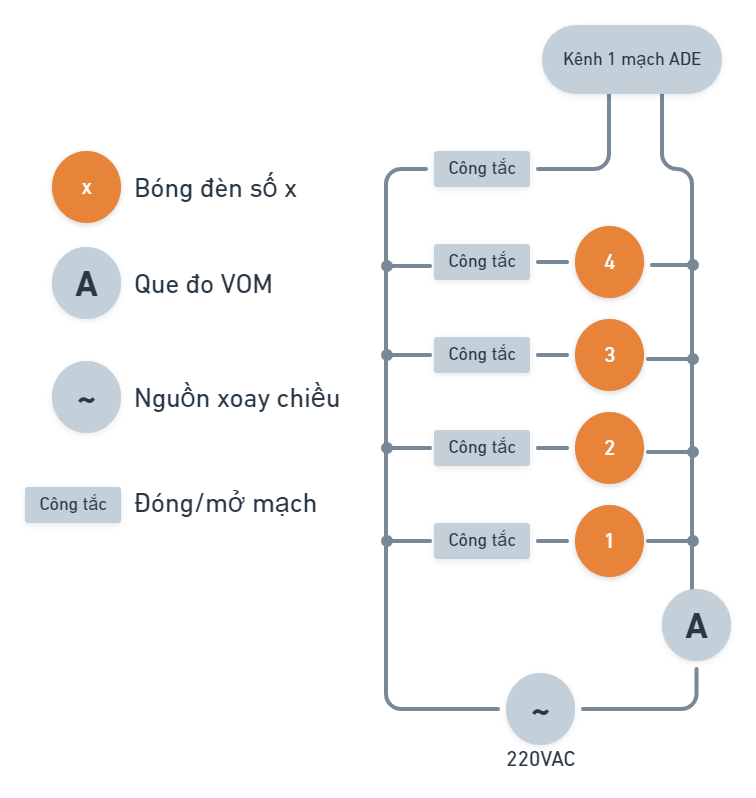 Kênh 1 mạch ADE
Công tắc
x
Bóng đèn số x
Công tắc
4
A
Que đo VOM
Công tắc
3
~
Nguồn xoay chiều
Công tắc
2
Công tắc
Đóng/mở mạch
Công tắc
1
A
~
220VAC